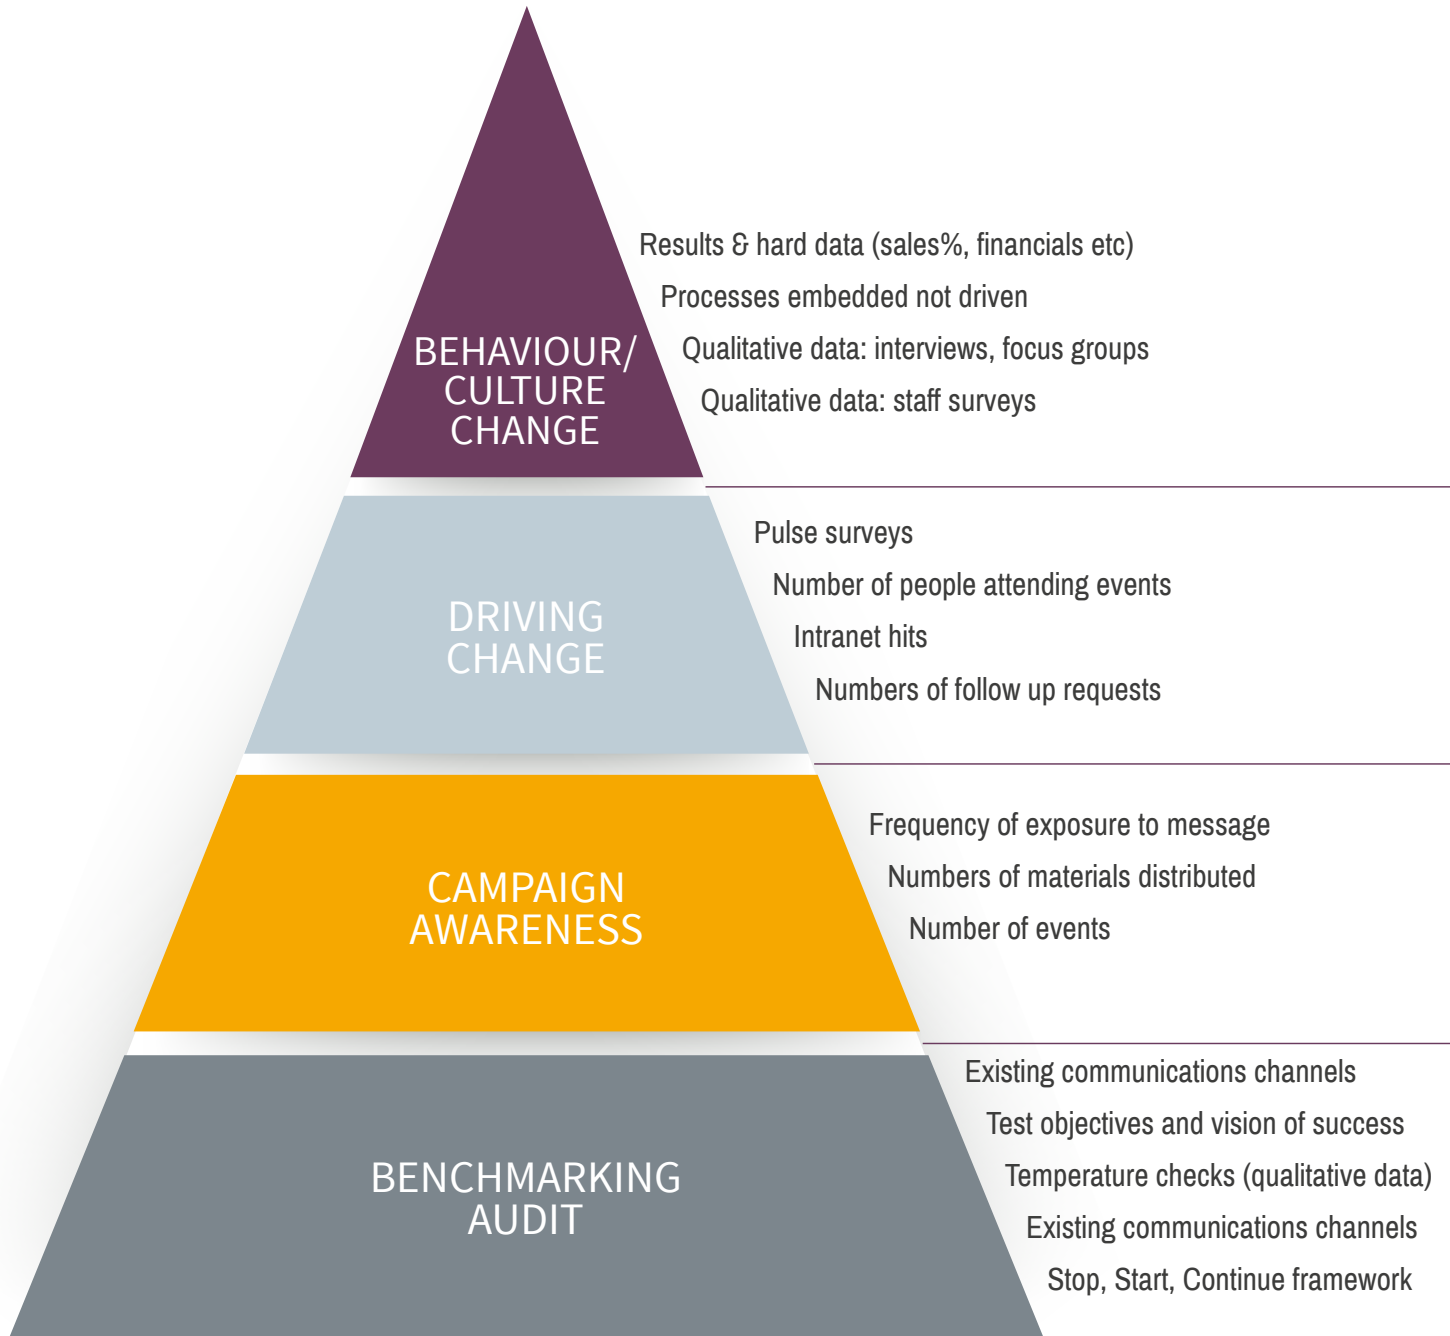 Results & hard data (sales%, financials etc)
Processes embedded not driven
Qualitative data: interviews, focus groups
Qualitative data: staff surveys
BEHAVIOUR/
CULTURE
CHANGE
Pulse surveys
Number of people attending events
Intranet hits
Numbers of follow up requests
DRIVING
CHANGE
Frequency of exposure to message
Numbers of materials distributed
Number of events
CAMPAIGN
AWARENESS
Existing communications channels
Test objectives and vision of success
Temperature checks (qualitative data)
Existing communications channels
Stop, Start, Continue framework
BENCHMARKING
AUDIT